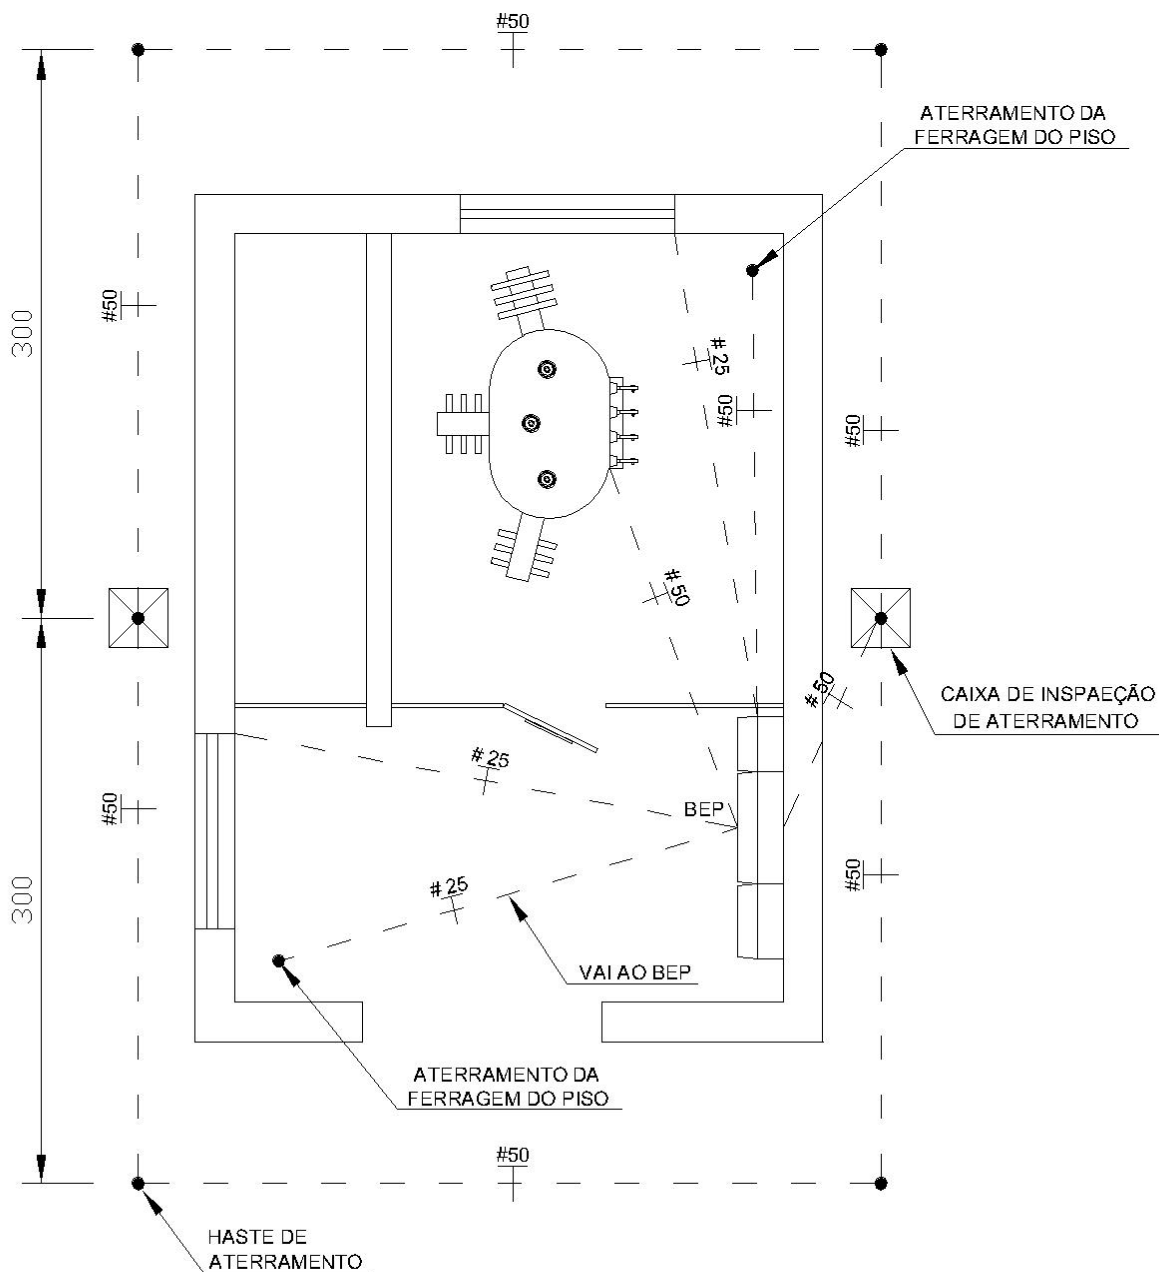 #50
ATERRAMENTO DA
FERRAGEM DO PISO
#50
300
# 25
#50
#50
# 50
# 50
CAIXA DE INSPAEÇÃO
DE ATERRAMENTO
# 25
#50
BEP
#50
# 25
300
VAI AO BEP
ATERRAMENTO DA
FERRAGEM DO PISO
#50
HASTE DE
ATERRAMENTO